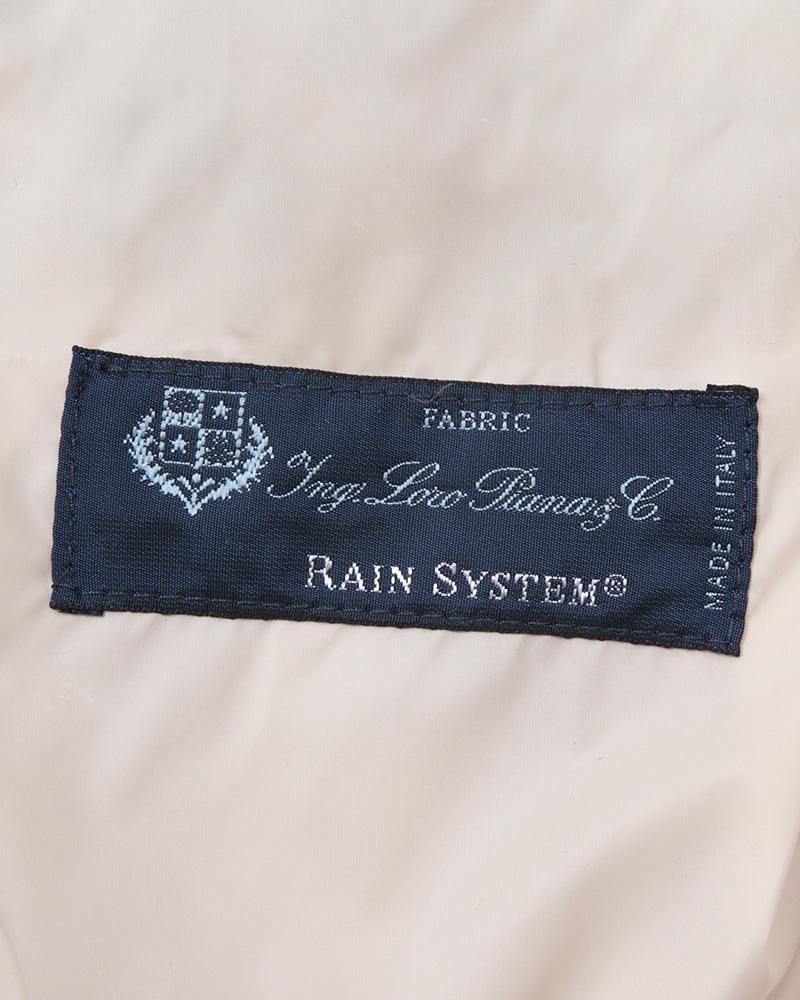 FABRIC
Ing. Loro Piana & C.
RAIN SYSTEM®
MADE IN ITALY